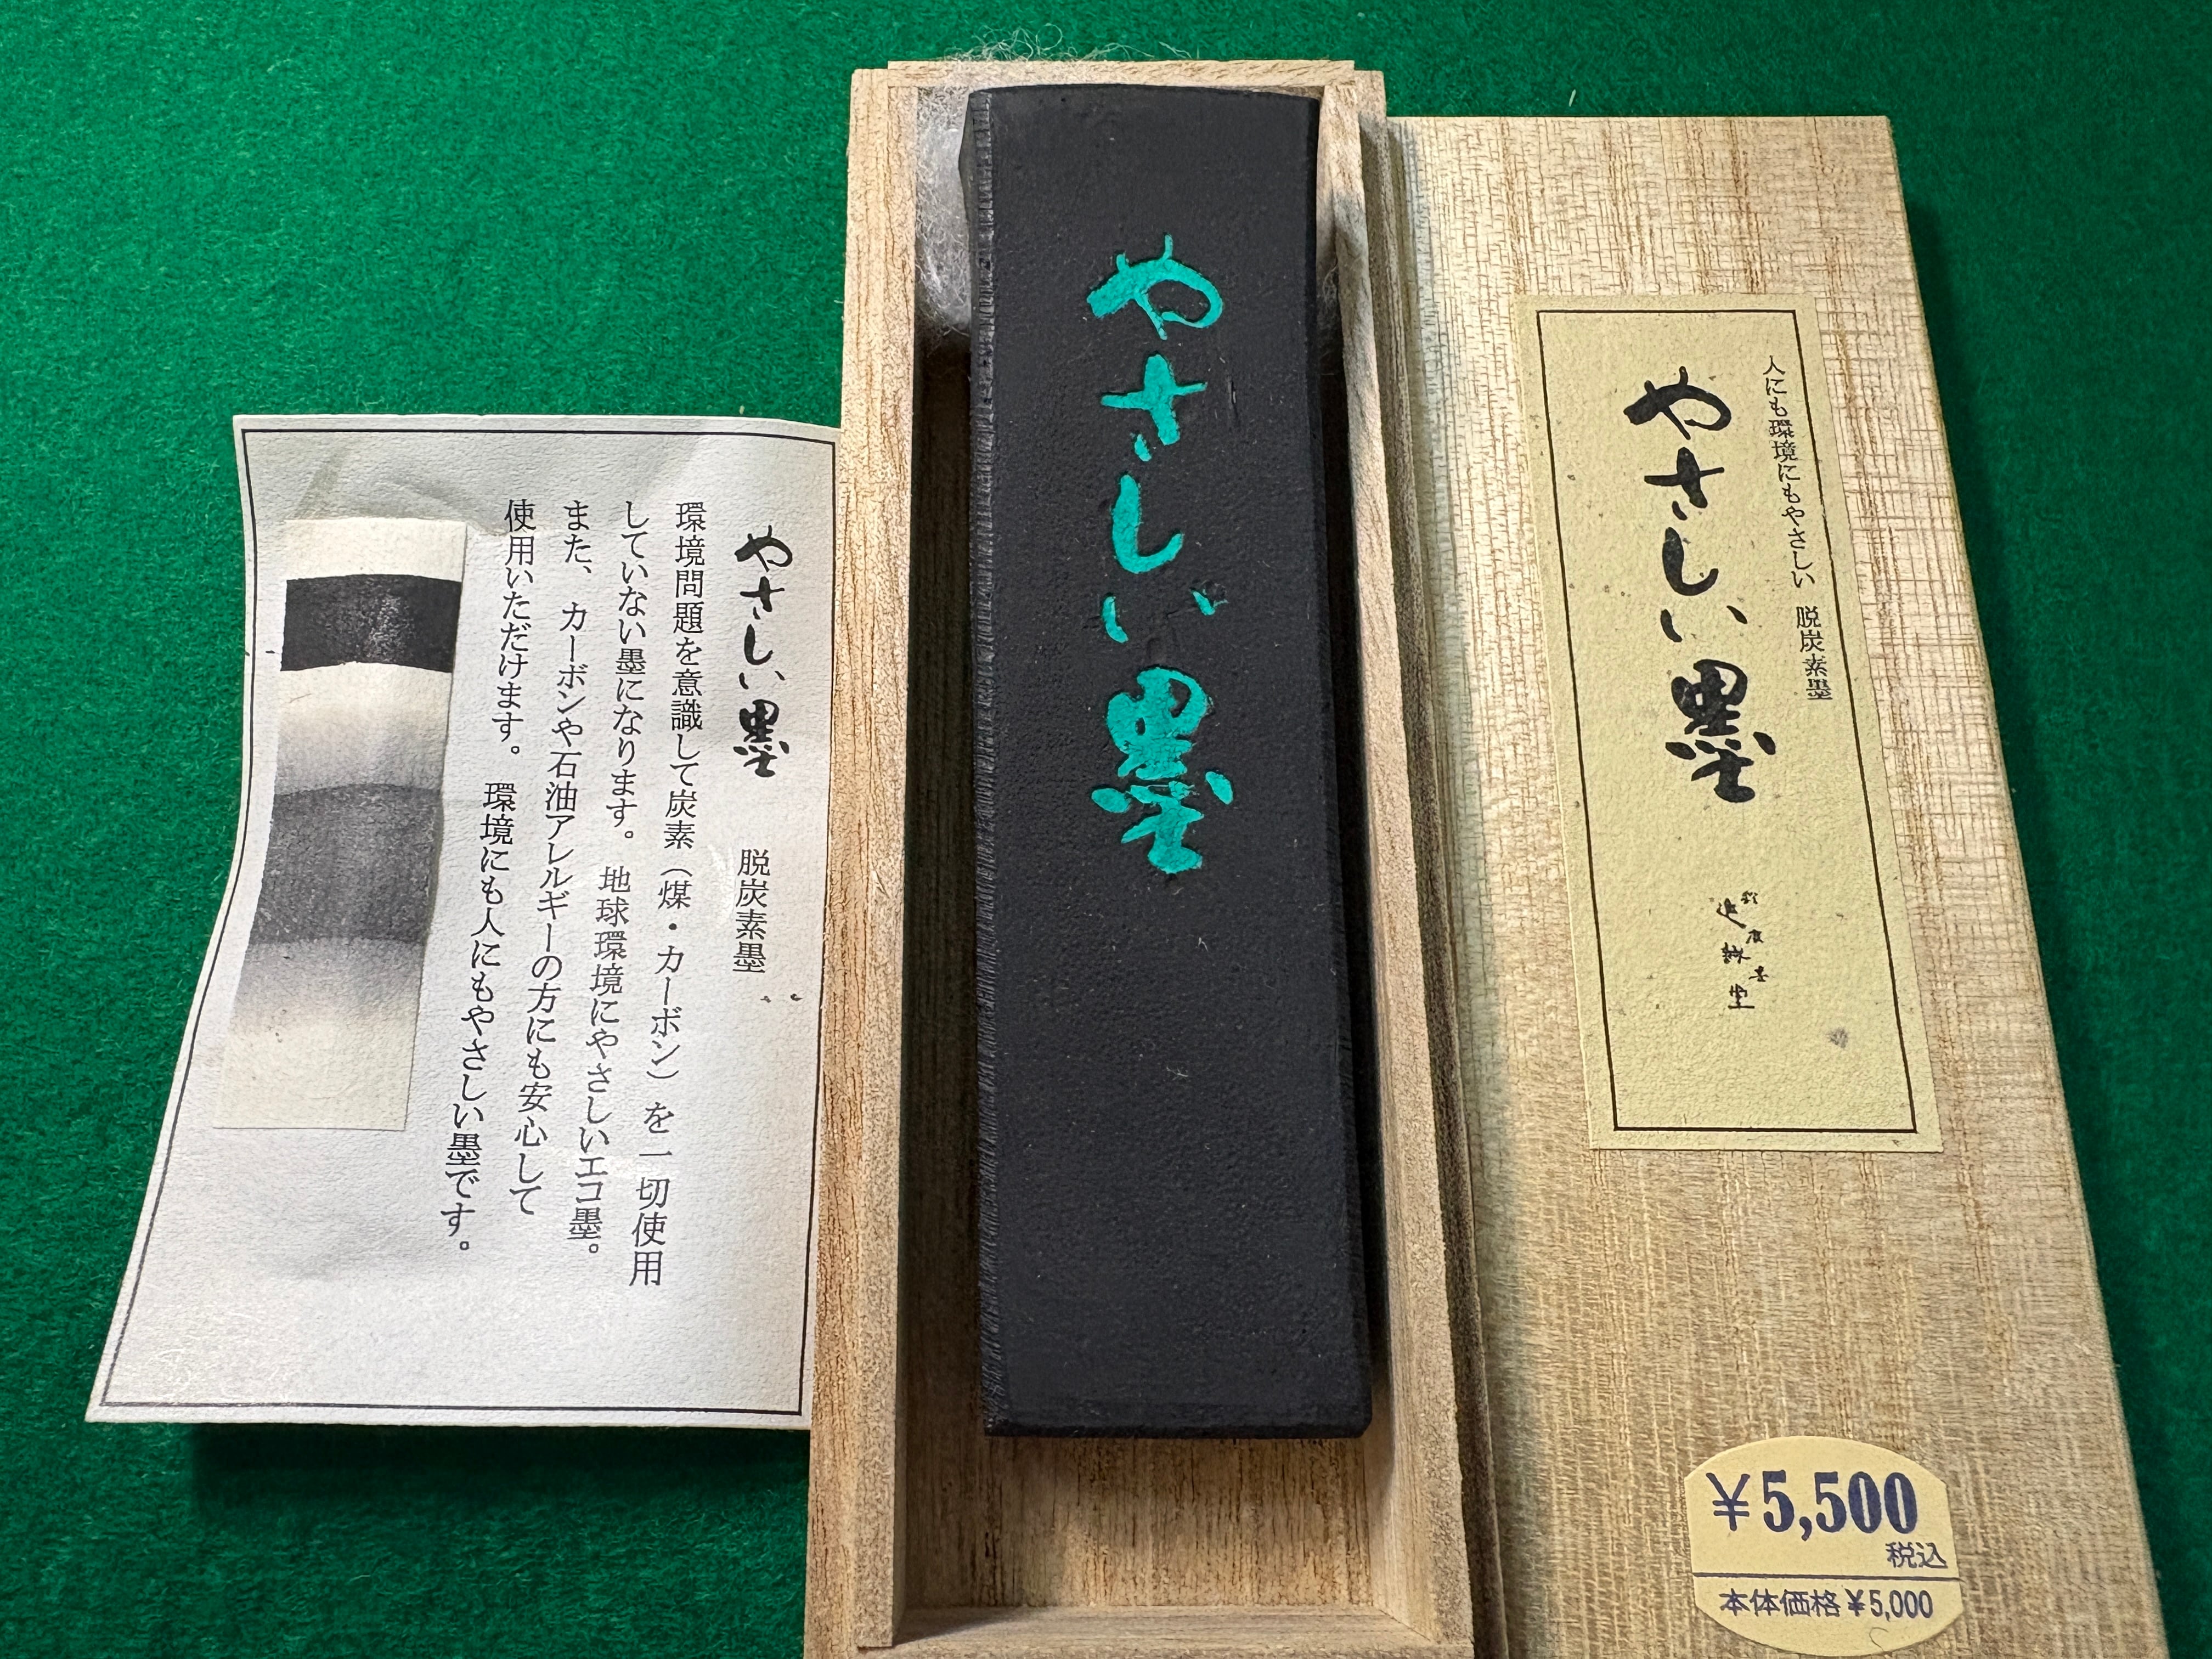 やさしい墨 脱炭素墨
環境問題を意識して炭素（煤・カーボン）を一切使用
していない墨になります。地球環境にやさしいエコ墨。
また、カーボンや石油アレルギーの方にも安心して
使用いただけます。環境にも人にもやさしい墨です。
やさしい墨
人にも環境にもやさしい 脱炭素墨
やさしい墨
進誠堂
¥5,500
税込
本体価格¥5,000